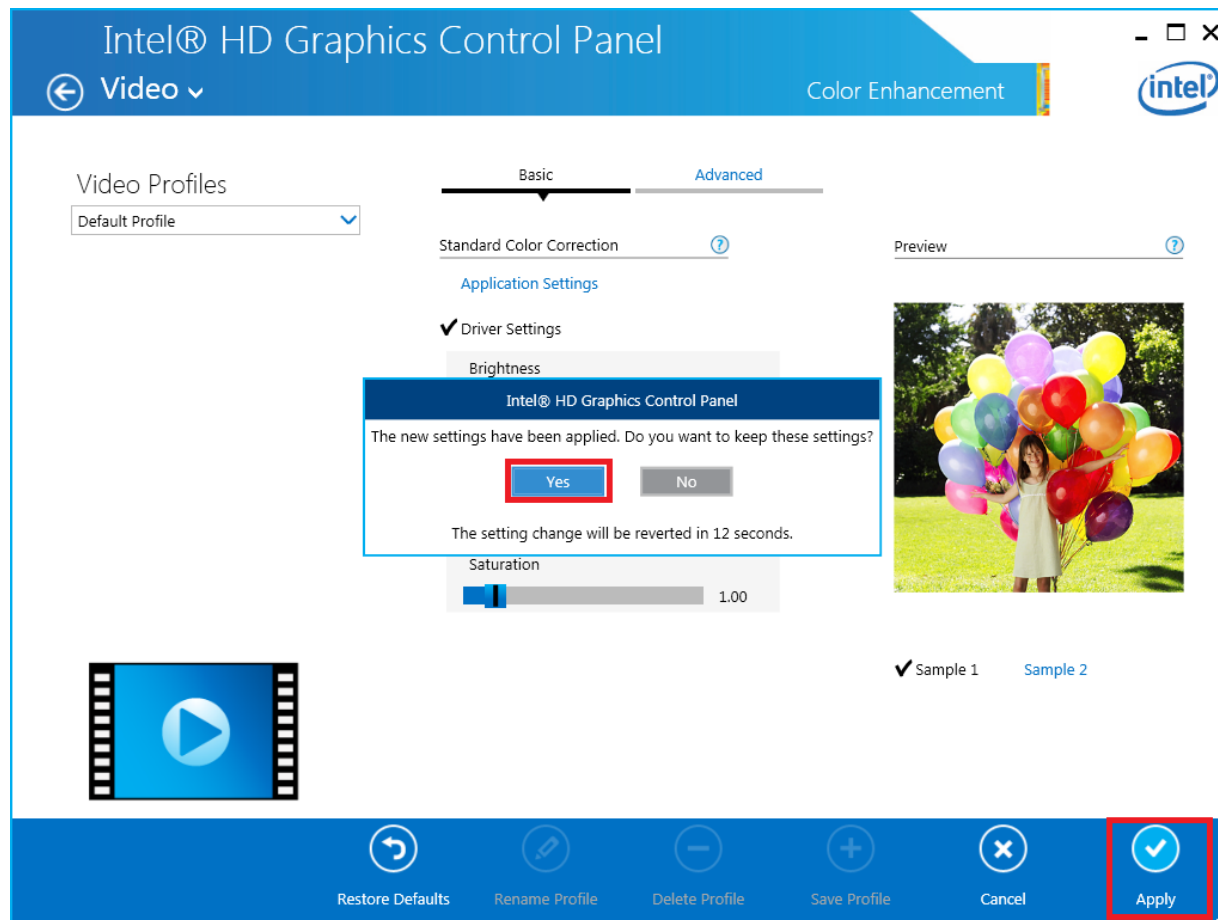 Intel® HD Graphics Control Panel
Video
Color Enhancement
intel
Video Profiles
Default Profile
Basic
Advanced
Standard Color Correction
?
Application Settings
Driver Settings
Brightness
Intel® HD Graphics Control Panel
The new settings have been applied. Do you want to keep these settings?
Yes
No
The setting change will be reverted in 12 seconds.
Saturation
1.00
Preview
?
Sample 1
Sample 2
Restore Defaults
Rename Profile
Delete Profile
Save Profile
Cancel
Apply